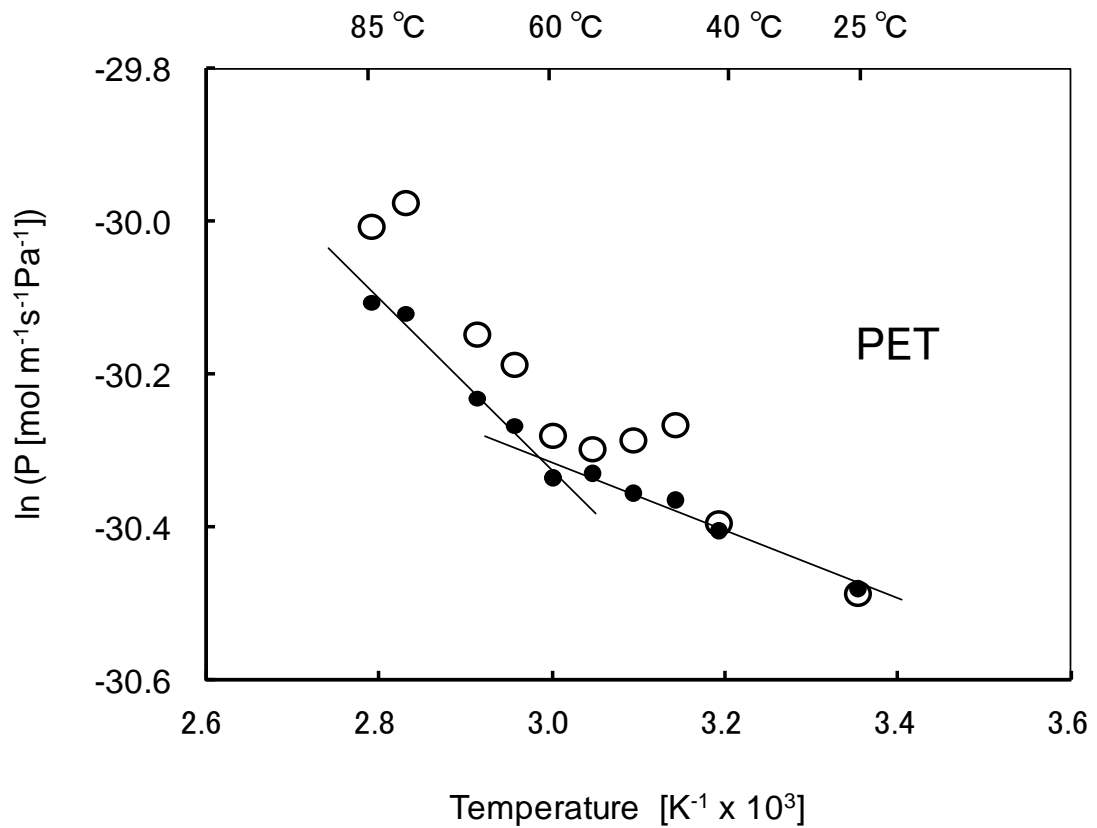 85 ℃ 60 ℃ 40 ℃ 25 ℃
-29.8
-30.0
-30.2
-30.4
-30.6
ln (P [mol m-1s-1Pa-1])
PET
2.6 2.8 3.0 3.2 3.4 3.6
Temperature [K-1 x 103]